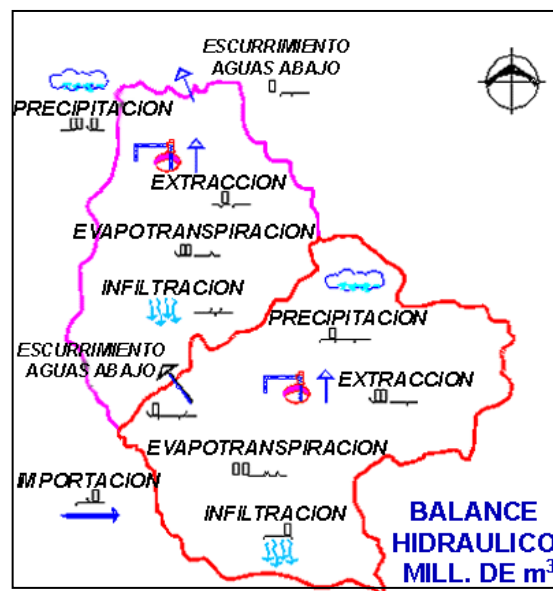 ESCURRIMIENTO
AGUAS ABAJO
PRECIPITACION
EXTRACCION
EVAPOTRANSPIRACION
INFILTRACION
PRECIPITACION
ESCURRIMIENTO
AGUAS ABAJO
EXTRACCION
EVAPOTRANSPIRACION
IMPORTACION
INFILTRACION
BALANCE
HIDRAULICO
MILL. DE m³